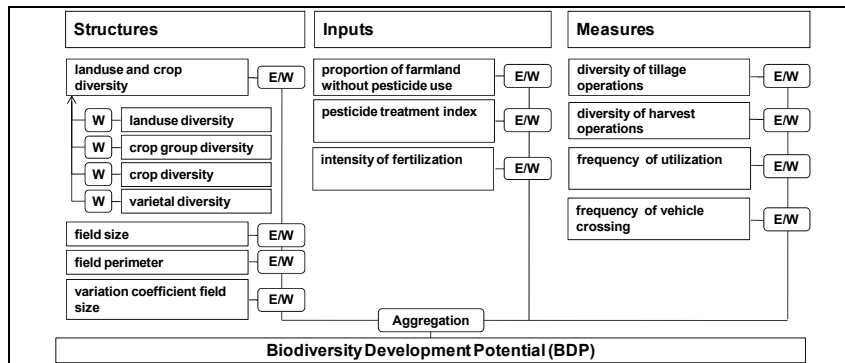 Structures
landuse and crop
diversity
E/W
W
landuse diversity
W
crop group diversity
W
crop diversity
W
varietal diversity
field size
E/W
field perimeter
E/W
variation coefficient field
size
E/W
Inputs
proportion of farmland
without pesticide use
E/W
pesticide treatment index
E/W
intensity of fertilization
E/W
Measures
diversity of tillage
operations
E/W
diversity of harvest
operations
E/W
frequency of utilization
E/W
frequency of vehicle
crossing
E/W
Aggregation
Biodiversity Development Potential (BDP)